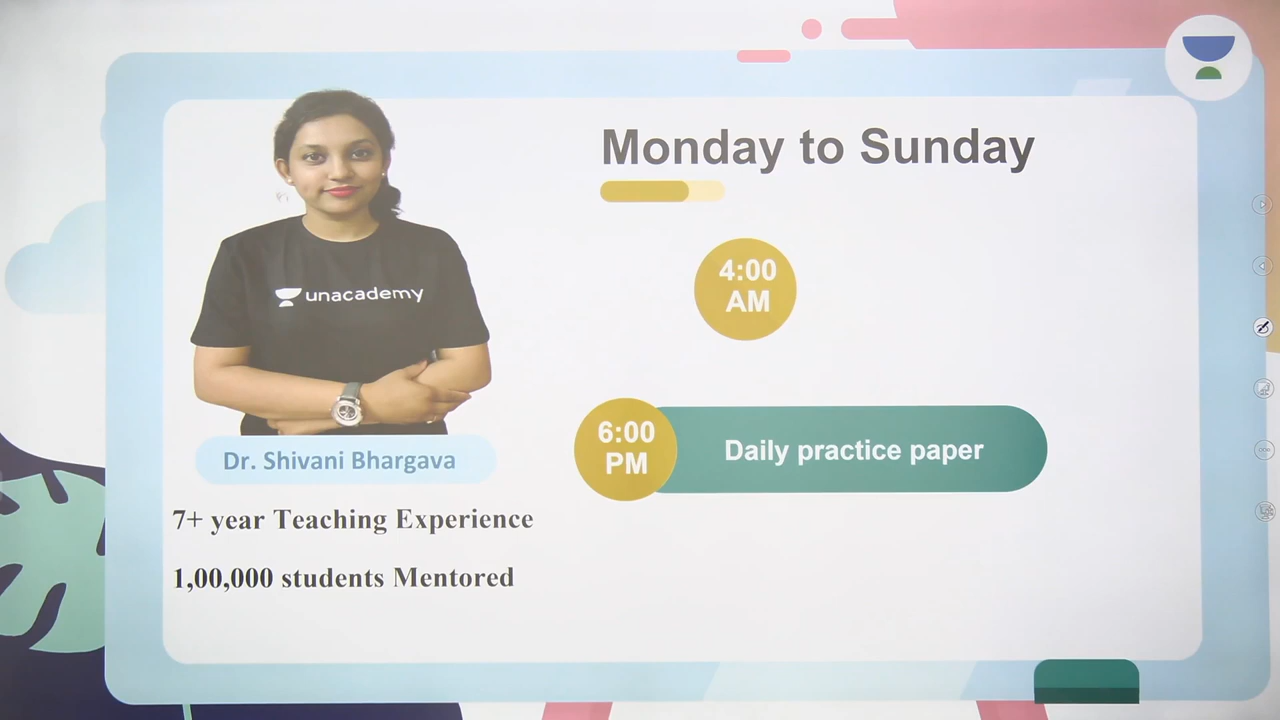 Monday to Sunday
4:00
AM
unacademy
6:00
PM
Daily practice paper
Dr. Shivani Bhargava
7+ year Teaching Experience
1,00,000 students Mentored